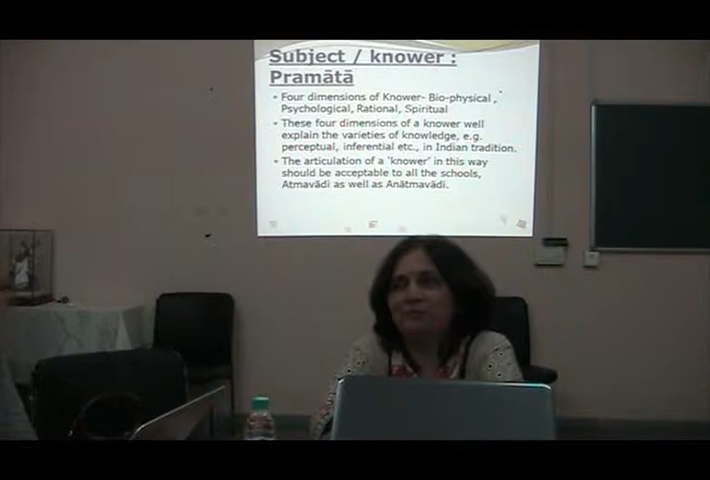 Subject / knower :
Pramātā
Four dimensions of Knower- Bio-physical ,
Psychological, Rational, Spiritual
These four dimensions of a knower well
explain the varieties of knowledge, e.g.
perceptual, inferential etc., in Indian tradition.
The articulation of a 'knower' in this way
should be acceptable to all the schools,
Atmavādi as well as Anātmavādi.